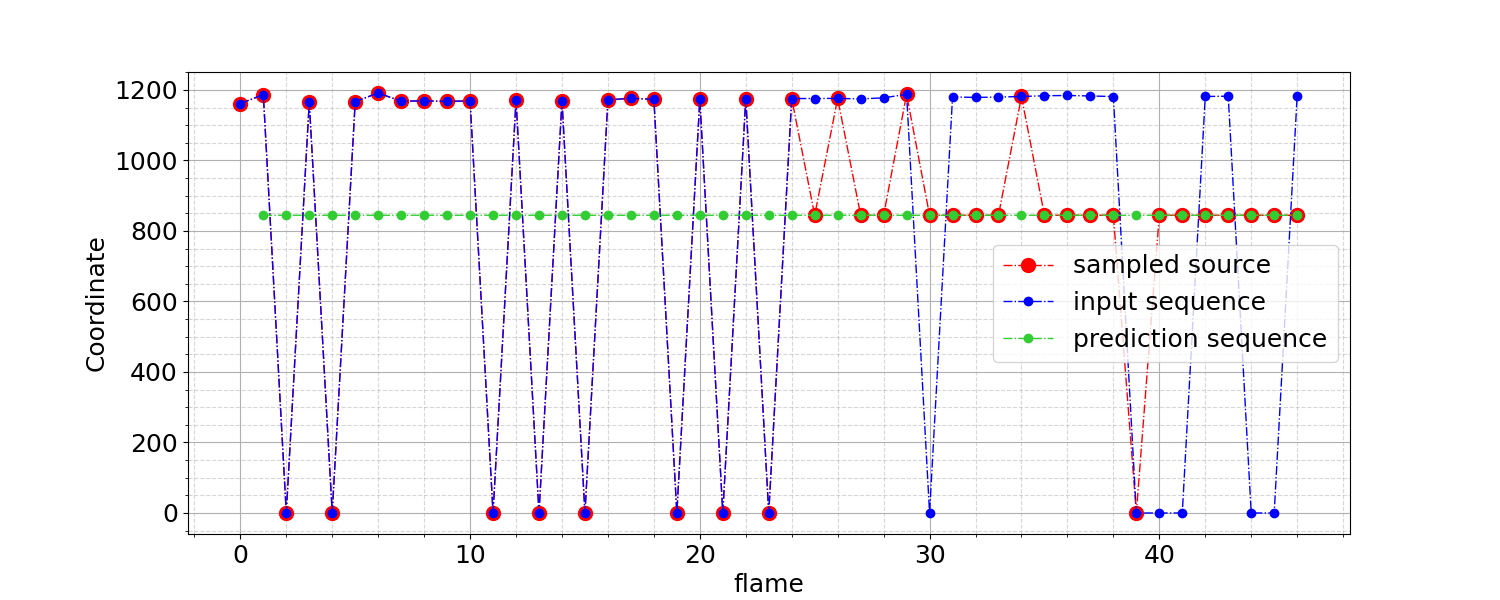 1200
1000
800
600
400
200
0
Coordinate
sampled source
input sequence
prediction sequence
0 10 20 30 40
flame